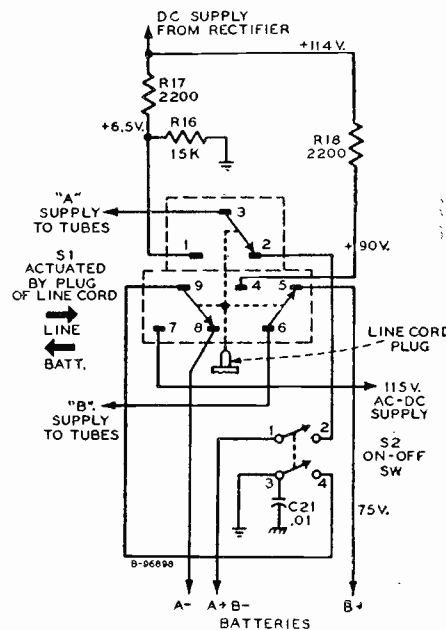 DC SUPPLY
FROM RECTIFIER
+114V.
R17
2200
+6.5V.
R16
15K
R18
2200
"A"
SUPPLY
TO TUBES
3
1
2
+90V.
S1
ACTUATED
BY PLUG
OF LINE CORD
LINE
BATT.
9
4
5
7
8
6
LINE CORD
PLUG
115V.
AC-DC
SUPPLY
"B".
SUPPLY
TO TUBES
1
2
S2
ON-OFF
SW
3
4
C21
.01
75V.
B-96898
A-
A+ B-
B+
BATTERIES